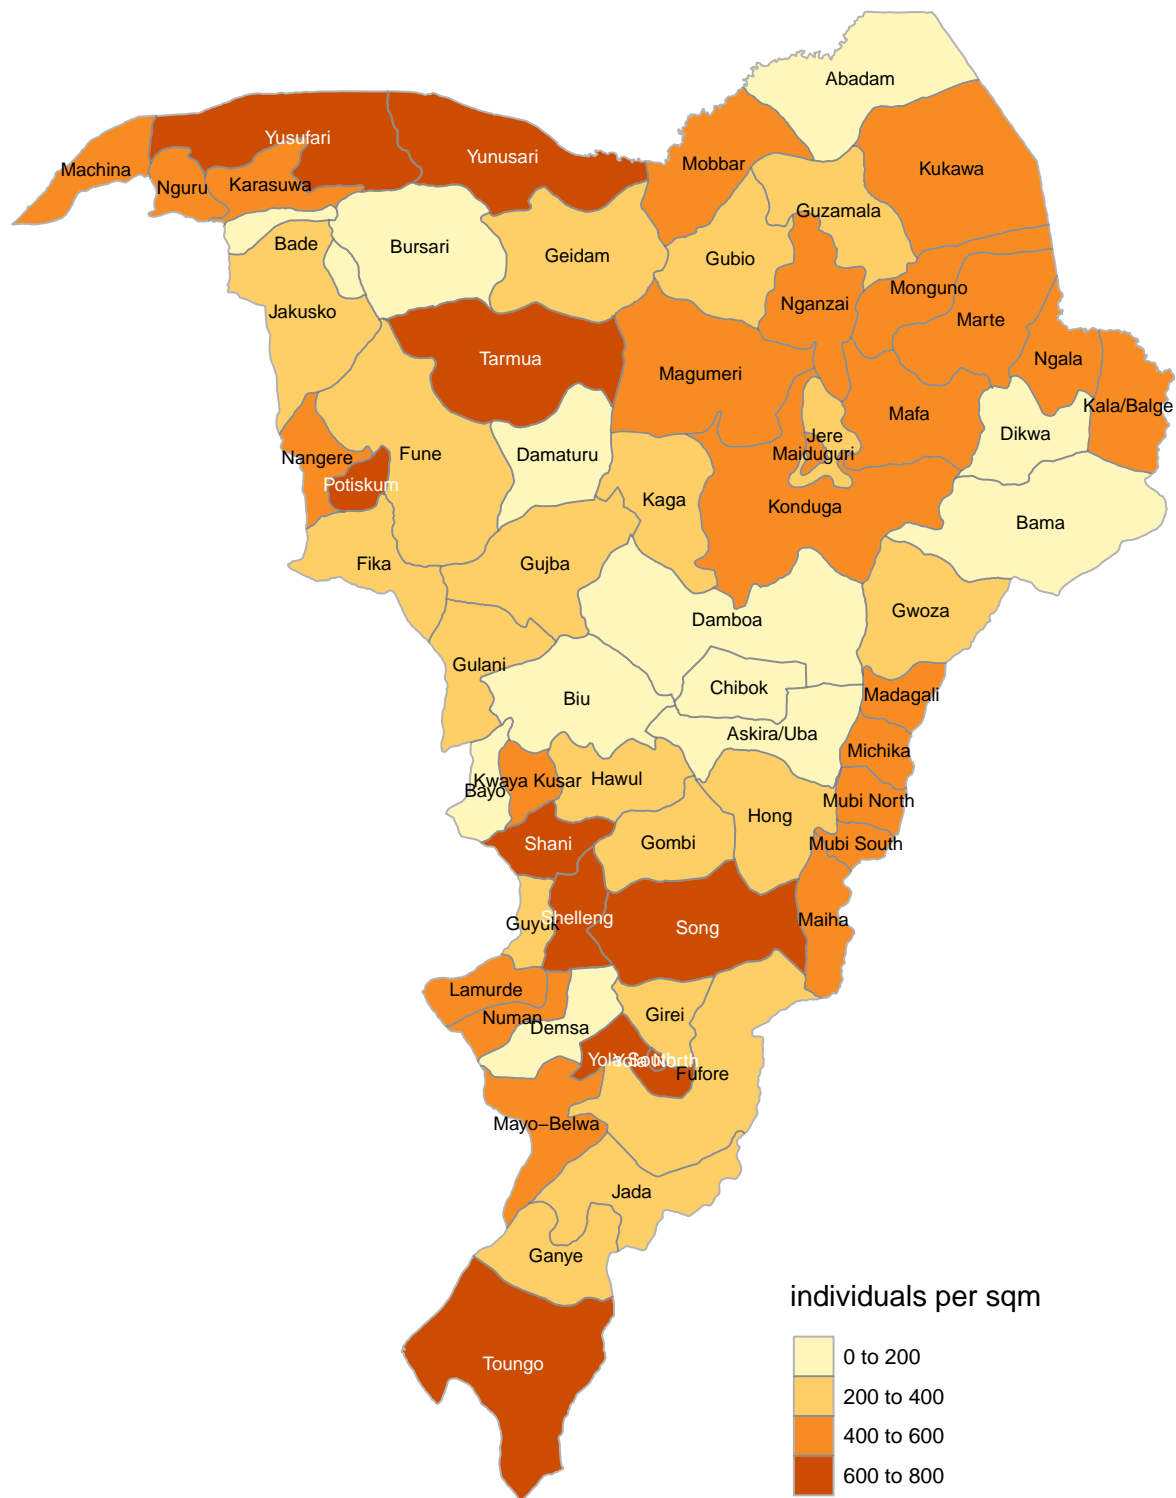 Abadam
Yusufari
Yunusari
Mobbar
Kukawa
Machina
Nguru
Karasuwa
Guzamala
Bade
Bursari
Geidam
Gubio
Monguno
Nganzai
Jakusko
Marte
Tarmua
Magumeri
Ngala
Kala/Balge
Mafa
Dikwa
Jere
Maiduguri
Nangere
Fune
Damaturu
Potiskum
Kaga
Konduga
Bama
Fika
Gujba
Gwoza
Damboa
Gulani
Chibok
Madagali
Biu
Askira/Uba
Michika
Kwaya Kusar
Hawul
Bayo
Mubi North
Hong
Shani
Gombi
Mubi South
Guyuk
Shelleng
Song
Maiha
Lamurde
Numan
Demsa
Girei
Yola South
Yola North
Fufore
Mayo−Belwa
Jada
Ganye
Toungo
individuals per sqm
0 to 200
200 to 400
400 to 600
600 to 800